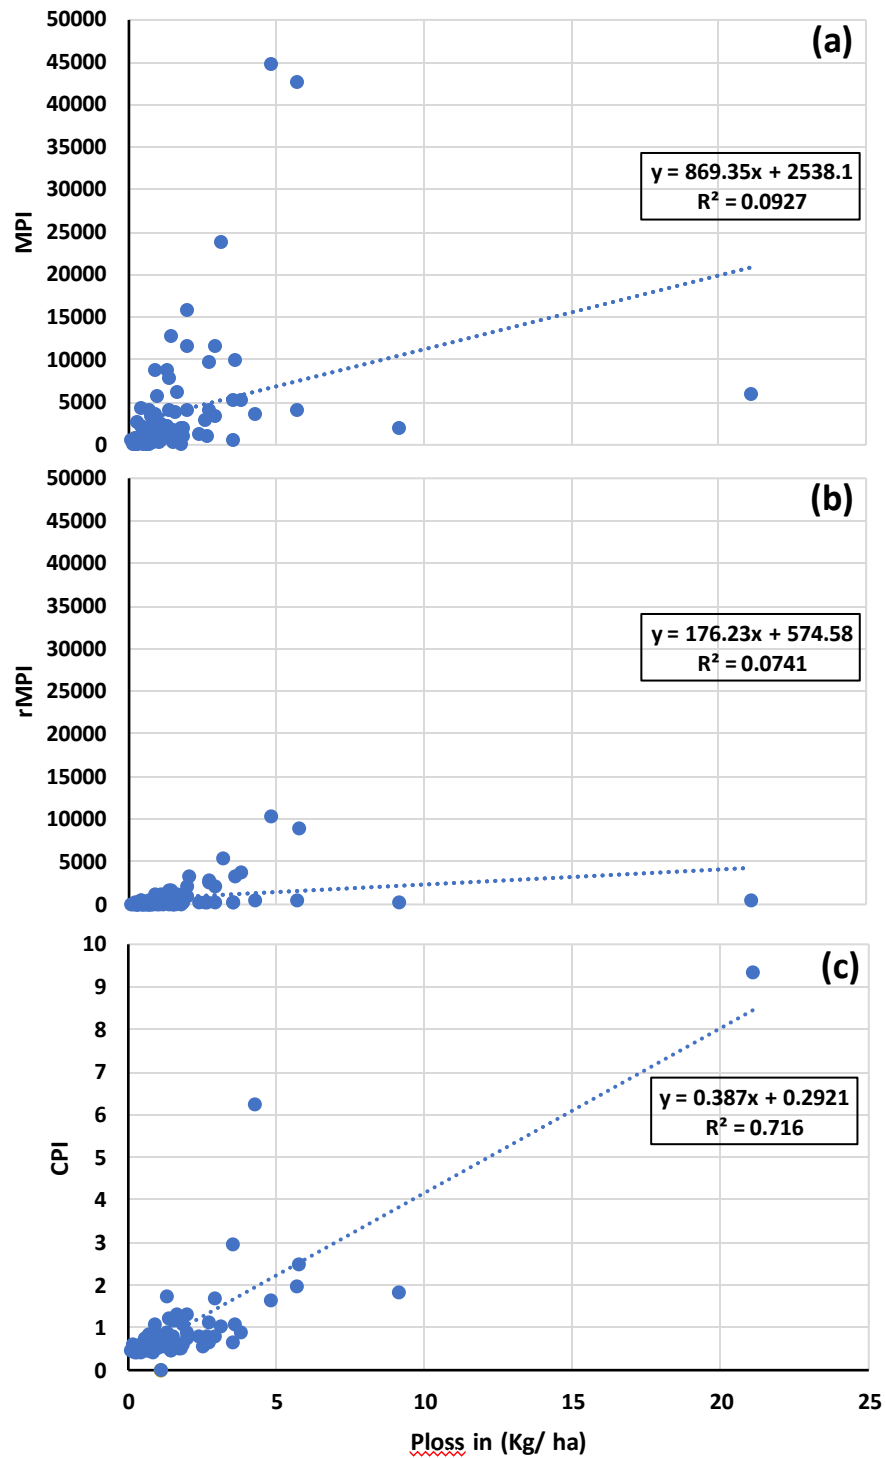 (a)
50000
45000
40000
35000
30000
25000
20000
15000
10000
5000
0
MPI
y = 869.35x + 2538.1
R² = 0.0927
(b)
50000
45000
40000
35000
30000
25000
20000
15000
10000
5000
0
rMPI
y = 176.23x + 574.58
R² = 0.0741
(c)
10
9
8
7
6
5
4
3
2
1
0
CPI
y = 0.387x + 0.2921
R² = 0.716
0 5 10 15 20 25
Ploss in (Kg/ ha)